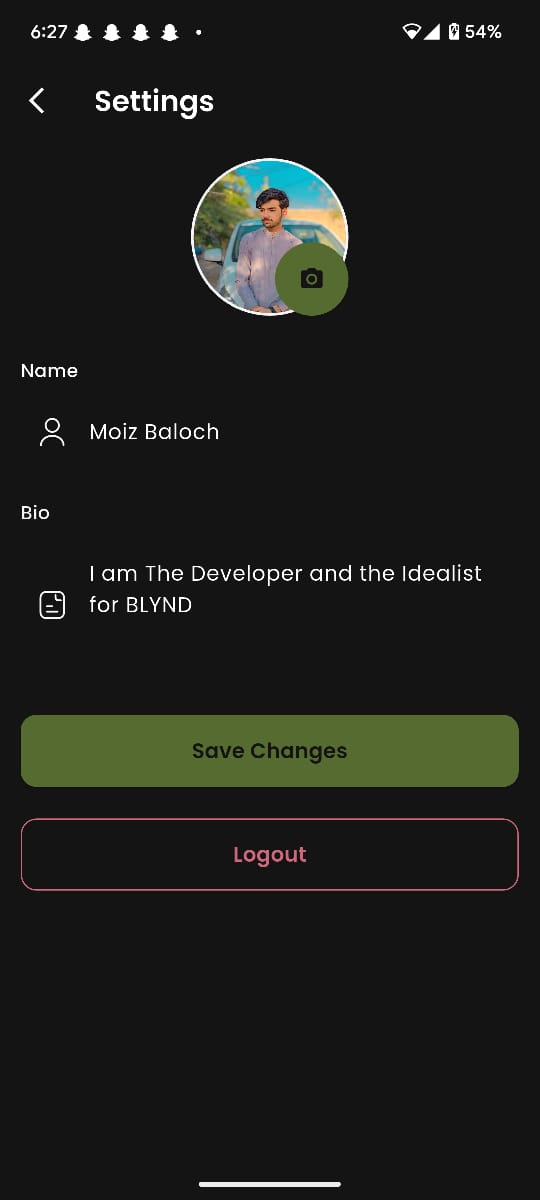 6:27
54%
Settings
Name
Moiz Baloch
Bio
I am The Developer and the Idealist
for BLYND
Save Changes
Logout